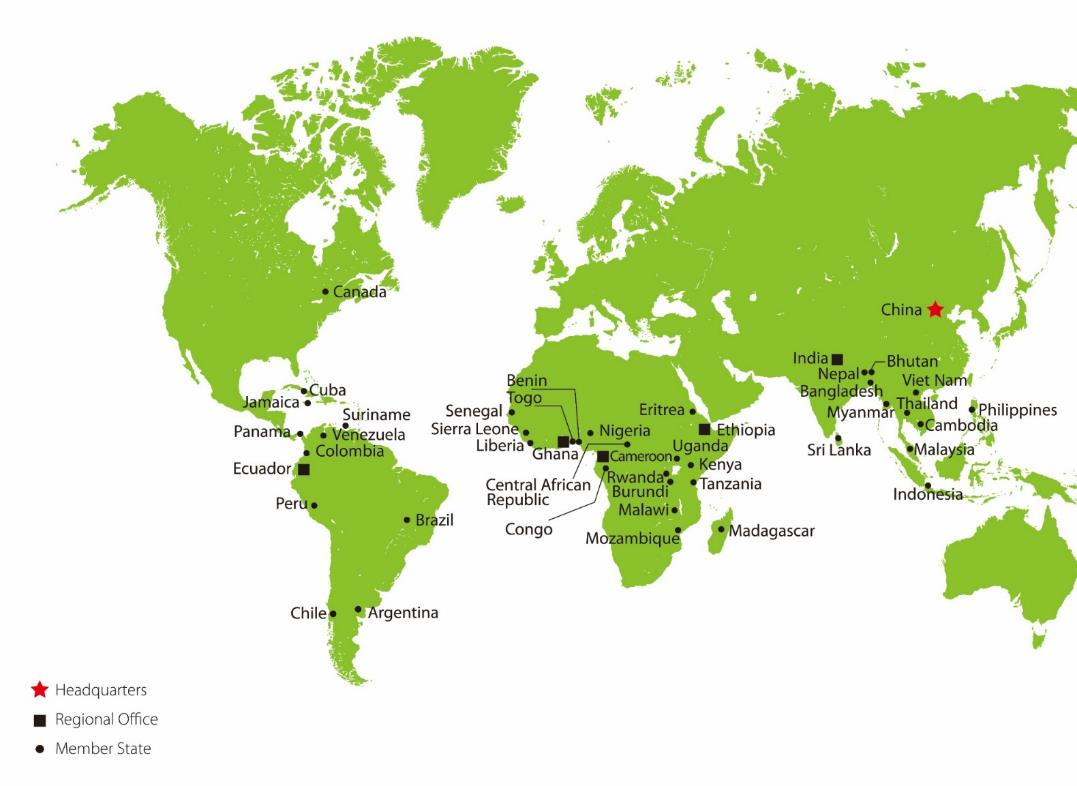 Canada
China
India
Bhutan
Nepal
Viet Nam
Bangladesh
Cuba
Benin
Thailand
Jamaica
Togo
Myanmar
Philippines
Suriname
Senegal
Eritrea
Cambodia
Panama
Venezuela
Sierra Leone
Nigeria
Ethiopia
Liberia
Uganda
Sri Lanka
Malaysia
Colombia
Ghana
Cameroon
Ecuador
Kenya
Rwanda
Central African
Republic
Tanzania
Burundi
Indonesia
Peru
Malawi
Brazil
Congo
Mozambique
Madagascar
Chile
Argentina
Headquarters
Regional Office
Member State